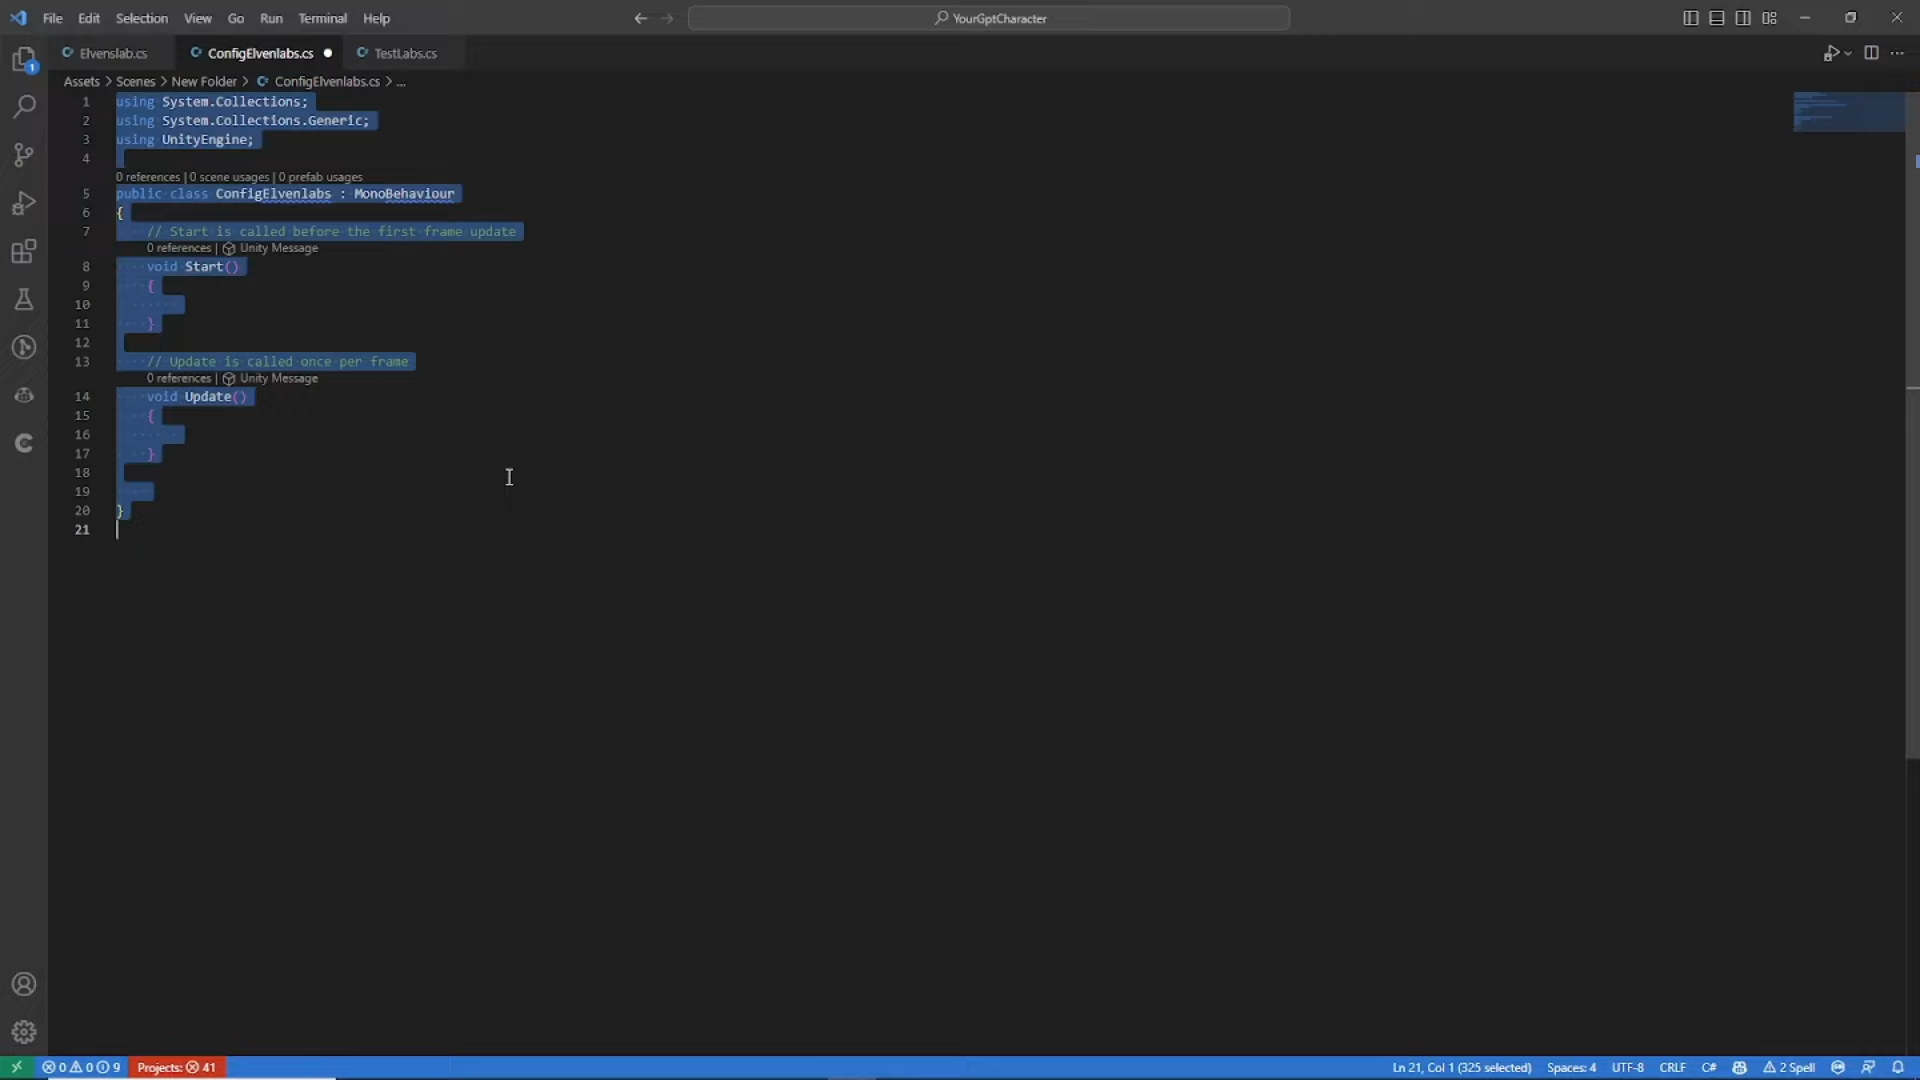 File Edit Selection View Go Run Terminal Help YourGptCharacter
Elvenslab.cs ConfigElvenlabs.cs TestLabs.cs
1
Assets > Scenes > New Folder > ConfigElvenlabs.cs > ...
1 using System.Collections;
2 using System.Collections.Generic;
3 using UnityEngine;
4
0 references | 0 scene usages | 0 prefab usages
5 public class ConfigElvenlabs : MonoBehaviour
6 {
7 // Start is called before the first frame update
0 references | Unity Message
8 void Start()
9 {
10
11 }
12
13 // Update is called once per frame
0 references | Unity Message
14 void Update()
15 {
16
17 }
18
19
20 }
21
0 0 9 Projects: 41 Ln 21, Col 1 (325 selected) Spaces: 4 UTF-8 CRLF C# 2 Spell